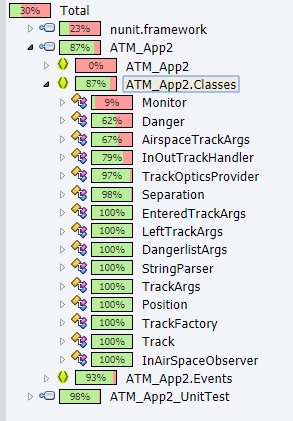 30% Total
23% nunit.framework
87% ATM_App2
0% ATM_App2
87% ATM_App2.Classes
9% Monitor
62% Danger
67% AirspaceTrackArgs
79% InOutTrackHandler
97% TrackOpticsProvider
98% Separation
100% EnteredTrackArgs
100% LeftTrackArgs
100% DangerlistArgs
100% StringParser
100% TrackArgs
100% Position
100% TrackFactory
100% Track
100% InAirSpaceObserver
93% ATM_App2.Events
98% ATM_App2_UnitTest